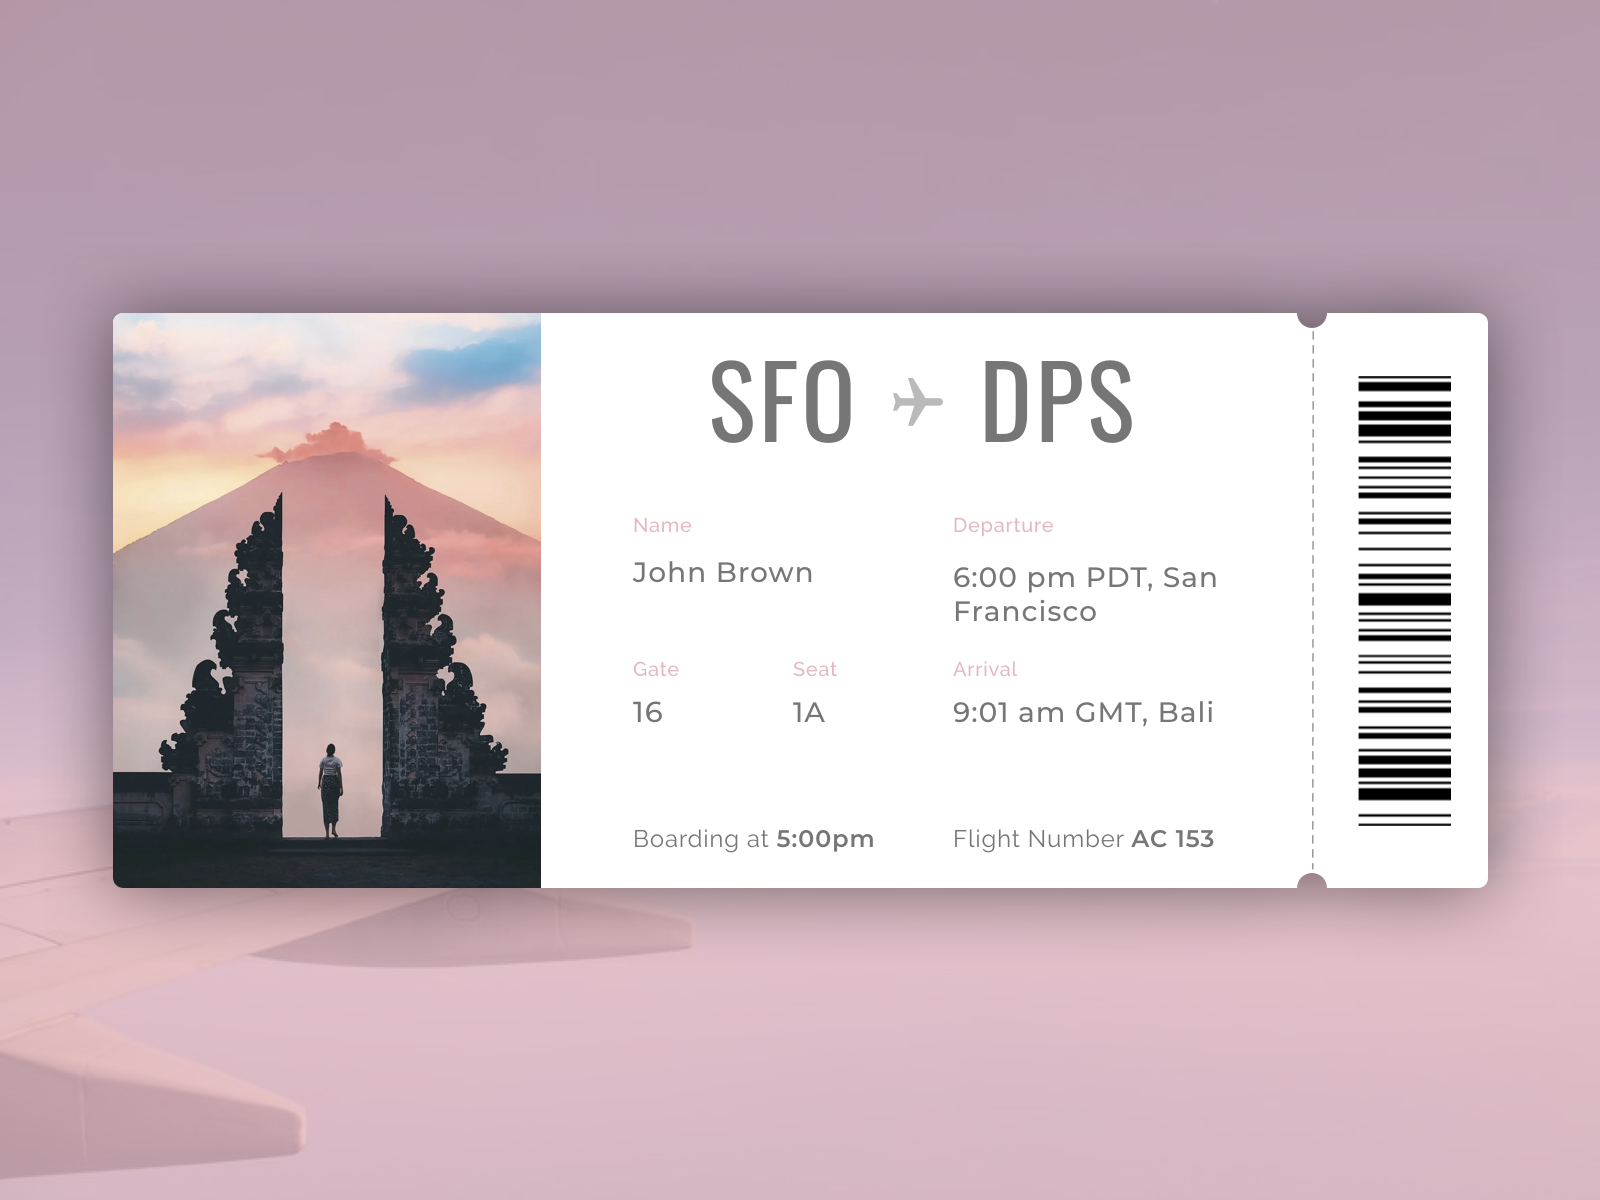 SFO DPS
Name
John Brown
Departure
6:00 pm PDT, San
Francisco
Gate
16
Seat
1A
Arrival
9:01 am GMT, Bali
Boarding at 5:00pm
Flight Number AC 153